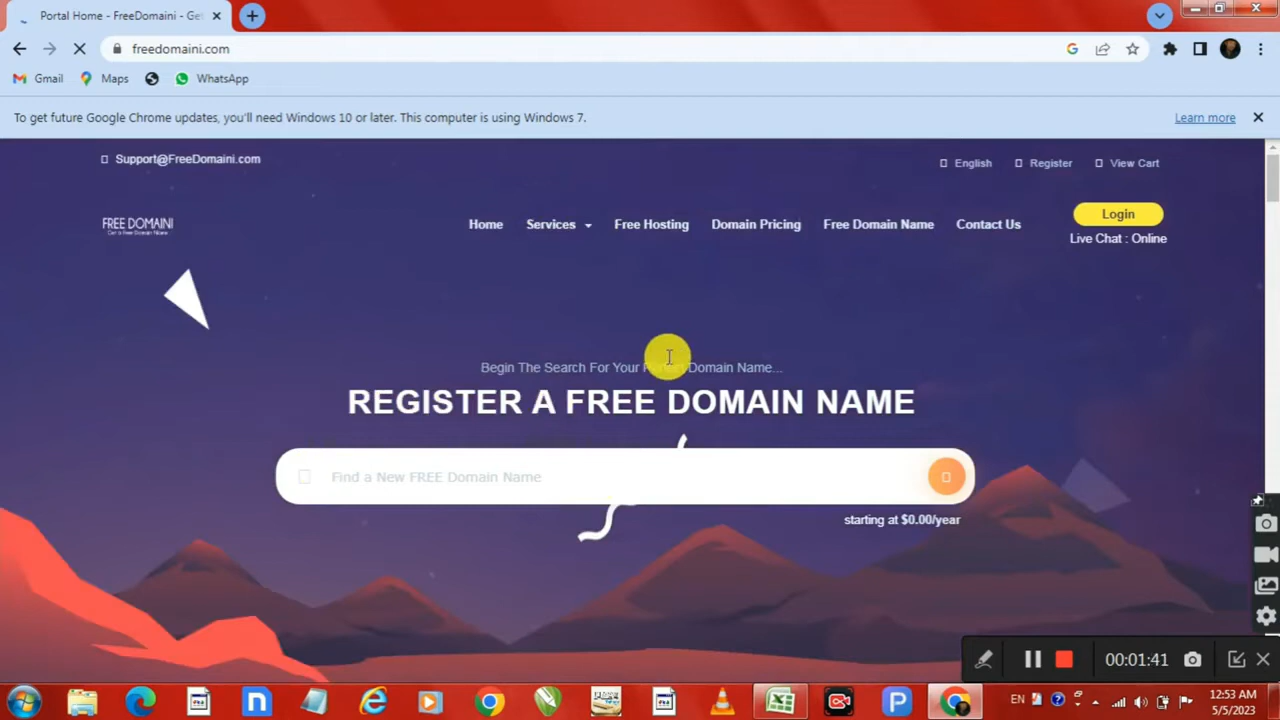 Portal Home - FreeDomaini - Get
freedomaini.com
Gmail
Maps
WhatsApp
To get future Google Chrome updates, you'll need Windows 10 or later. This computer is using Windows 7.
Learn more
Support@FreeDomaini.com
English
Register
View Cart
FREE DOMAINI
Get a Free Domain Name
Home
Services
Free Hosting
Domain Pricing
Free Domain Name
Contact Us
Login
Live Chat : Online
Begin The Search For Your Domain Name...
REGISTER A FREE DOMAIN NAME
Find a New FREE Domain Name
starting at $0.00/year
00:01:41
EN
12:53 AM
5/5/2023